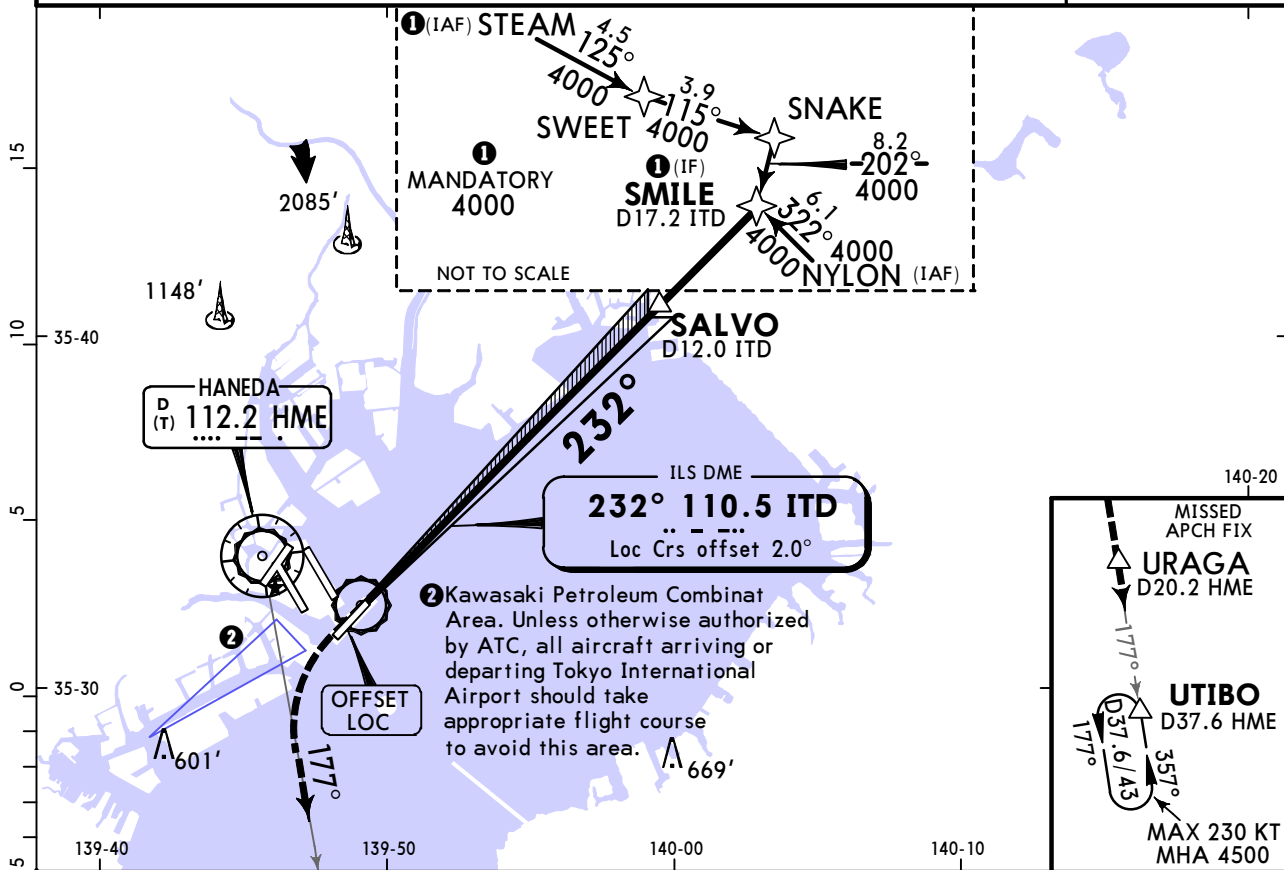 ❶(IAF) STEAM
4.5
125°
4000
SWEET
3.9
115°
4000
SNAKE
8.2
202°
4000
❶
MANDATORY
4000
❶(IF)
SMILE
D17.2 ITD
6.1
322°
4000
4000
NYLON (IAF)
NOT TO SCALE
2085'
1148'
15
10
5
0
5
35-40
35-30
SALVO
D12.0 ITD
232°
HANEDA
D
(T) 112.2 HME
ILS DME
232° 110.5 ITD
Loc Crs offset 2.0°
❷Kawasaki Petroleum Combinat
Area. Unless otherwise authorized
by ATC, all aircraft arriving or
departing Tokyo International
Airport should take
appropriate flight course
to avoid this area.
❷
OFFSET
LOC
601'
669'
177°
139-40
139-50
140-00
140-10
140-20
MISSED
APCH FIX
URAGA
D20.2 HME
177°
UTIBO
D37.6 HME
177°
D37.6/43
357°
MAX 230 KT
MHA 4500